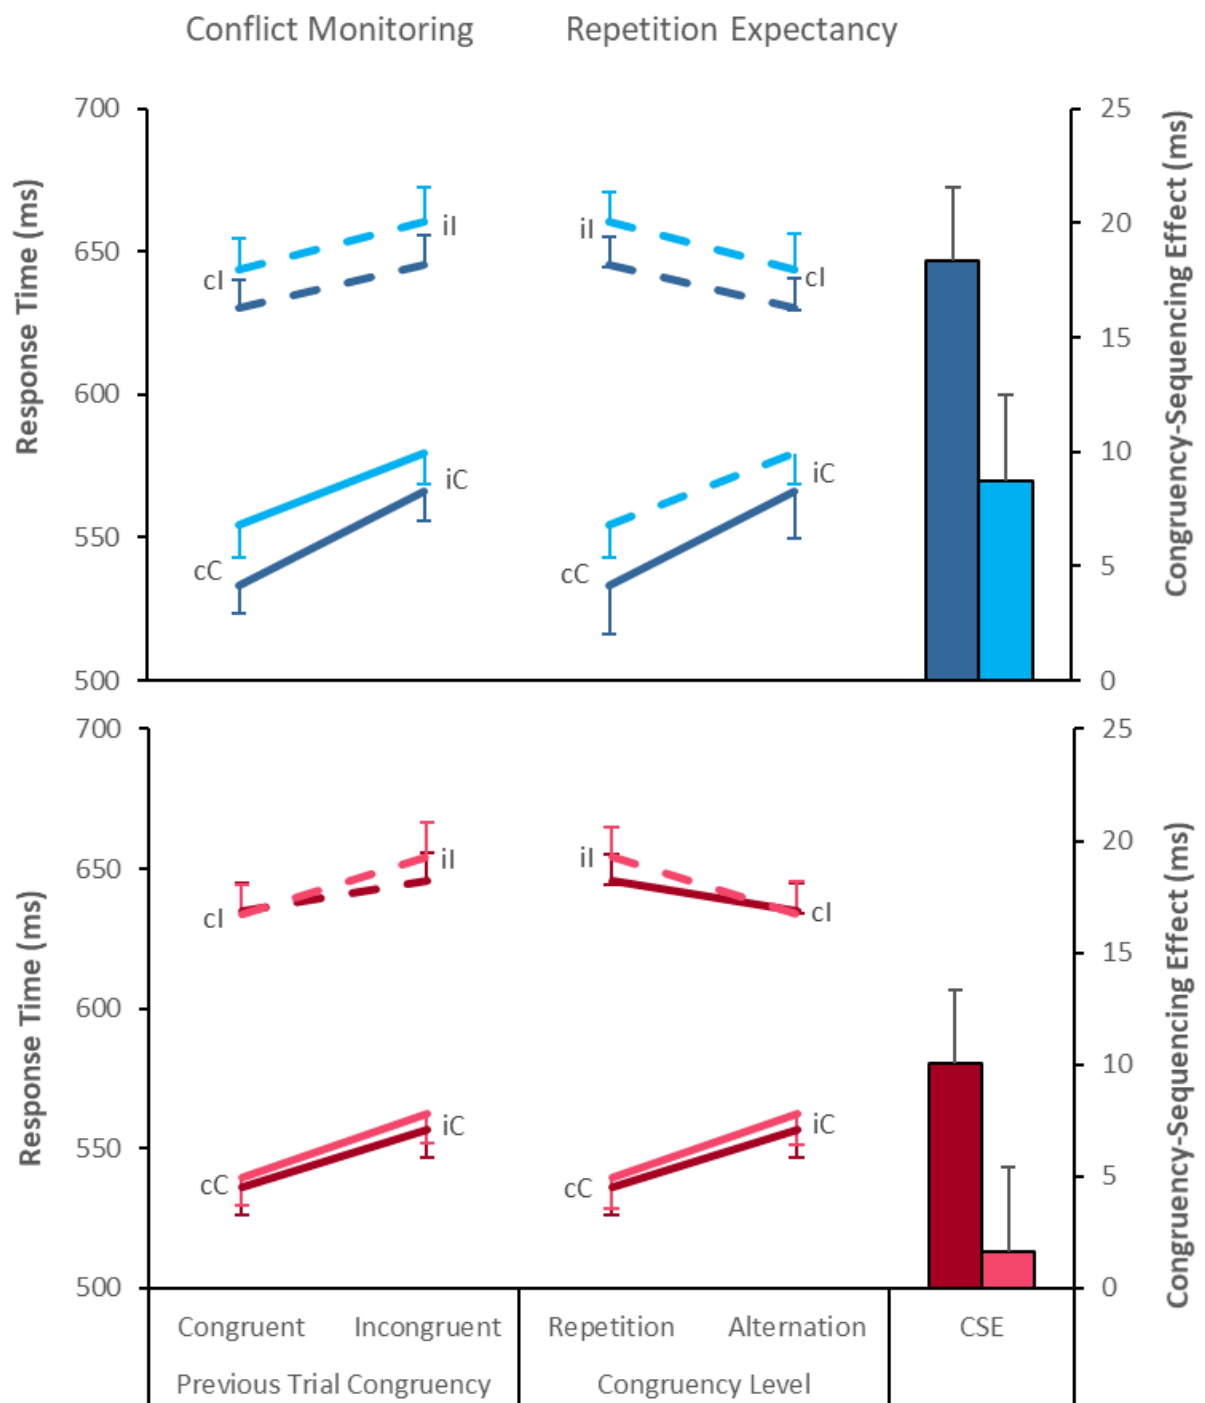 Conflict Monitoring Repetition Expectancy
Response Time (ms)
700
650
600
550
500
cI
iI
cC
iC
iI
cI
cC
iC
25
20
15
10
5
0
Congruency-Sequencing Effect (ms)
Response Time (ms)
700
650
600
550
500
cI
iI
cC
iC
iI
cI
cC
iC
25
20
15
10
5
0
Congruency-Sequencing Effect (ms)
Congruent Incongruent Repetition Alternation CSE
Previous Trial Congruency Congruency Level